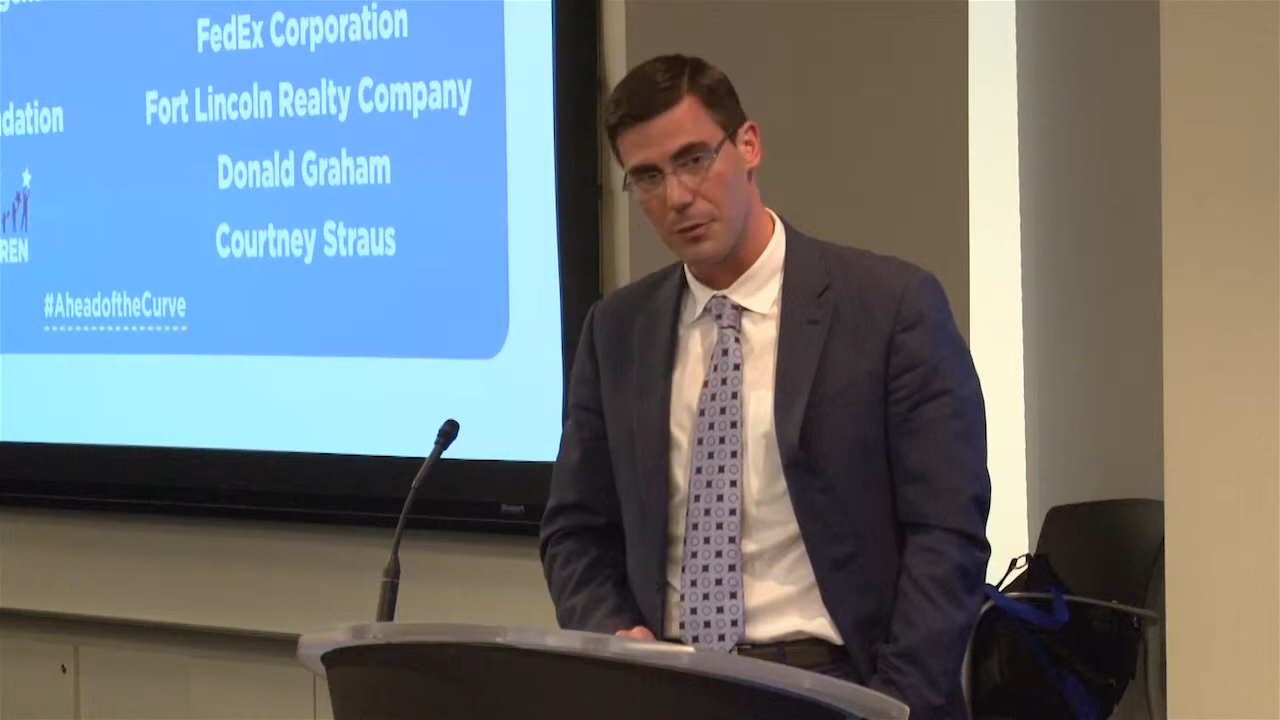 FedEx Corporation
Fort Lincoln Realty Company
dation
Donald Graham
REN
Courtney Straus
#AheadoftheCurve